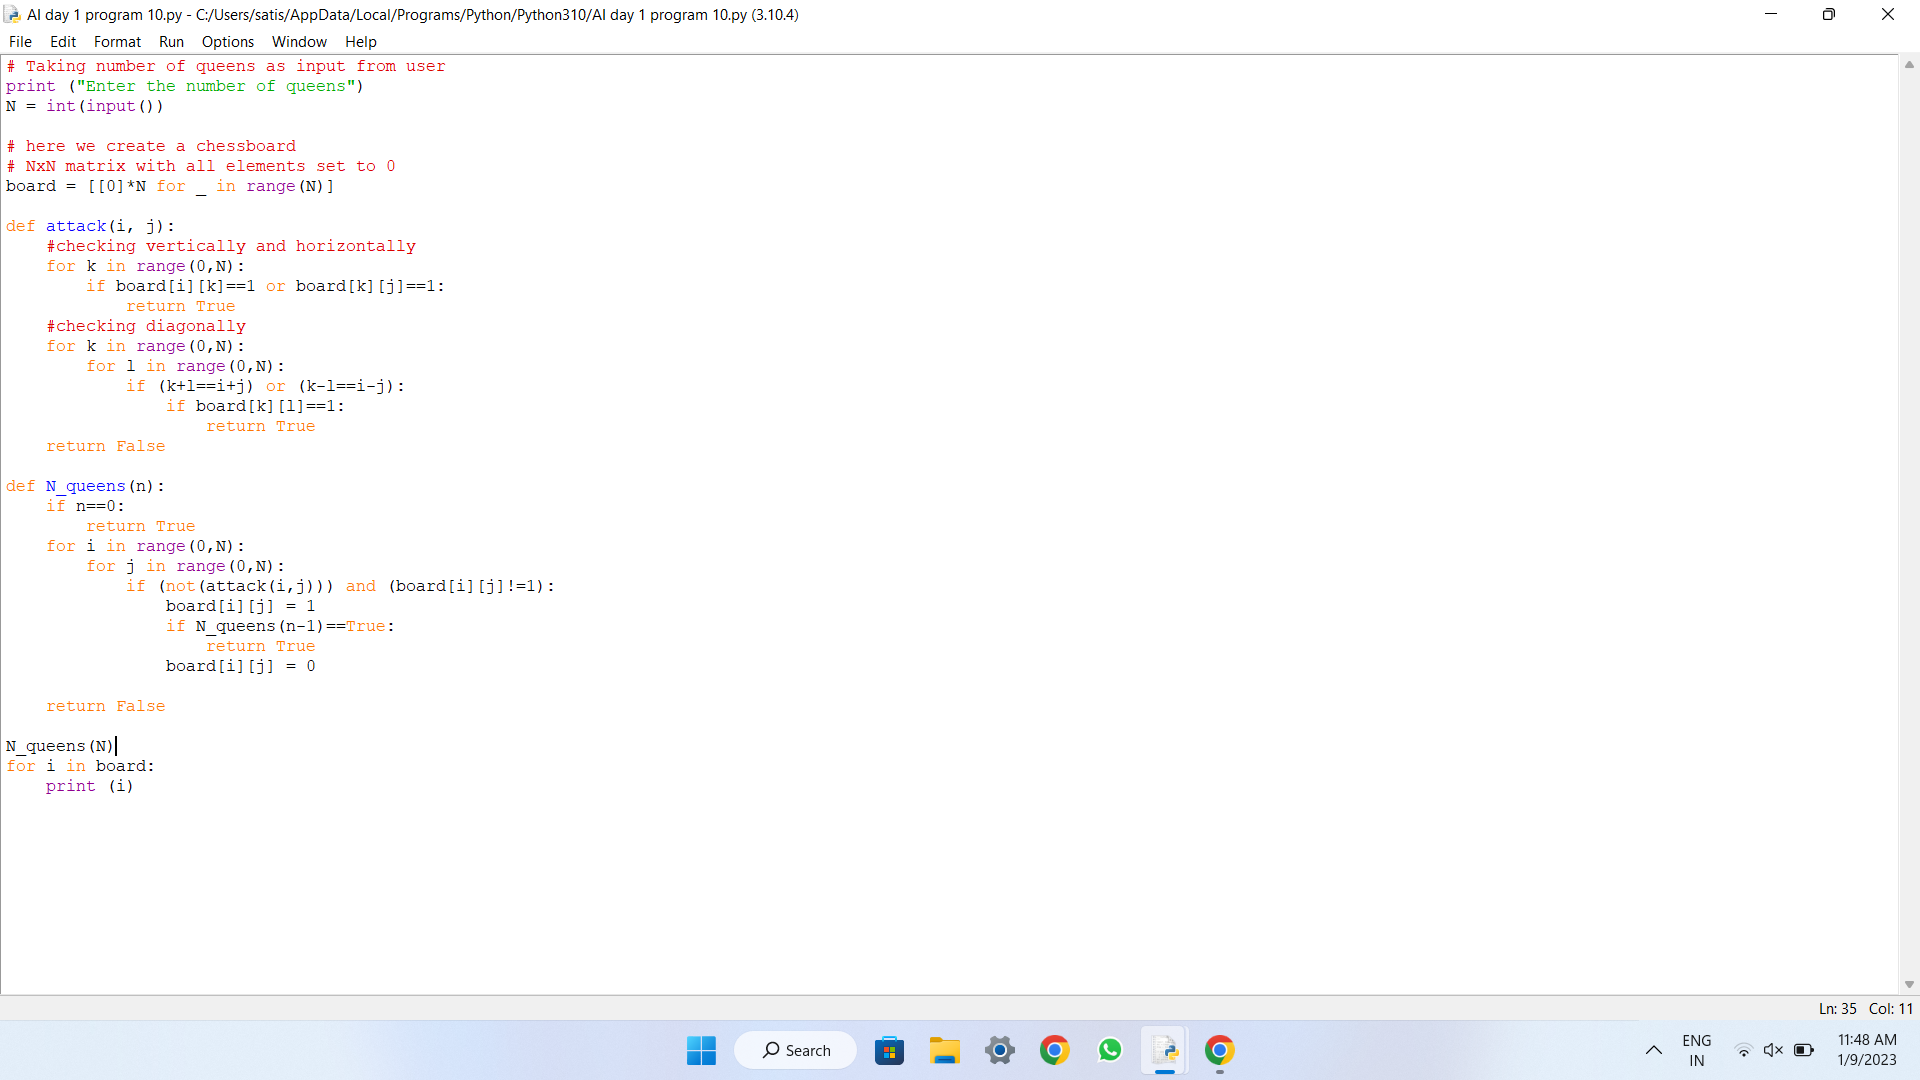 AI day 1 program 10.py - C:/Users/satis/AppData/Local/Programs/Python/Python310/AI day 1 program 10.py (3.10.4)
File Edit Format Run Options Window Help
# Taking number of queens as input from user
print ("Enter the number of queens")
N = int(input())
# here we create a chessboard
# NxN matrix with all elements set to 0
board = [[0]*N for _ in range(N)]
def attack(i, j):
    #checking vertically and horizontally
    for k in range(0,N):
        if board[i][k]==1 or board[k][j]==1:
            return True
    #checking diagonally
    for k in range(0,N):
        for l in range(0,N):
            if (k+l==i+j) or (k-l==i-j):
                if board[k][l]==1:
                    return True
    return False
def N_queens(n):
    if n==0:
        return True
    for i in range(0,N):
        for j in range(0,N):
            if (not(attack(i,j))) and (board[i][j]!=1):
                board[i][j] = 1
                if N_queens(n-1)==True:
                    return True
                board[i][j] = 0
    return False
N_queens(N)
for i in board:
    print (i)
Ln: 35 Col: 11
Search
ENG
IN
11:48 AM
1/9/2023